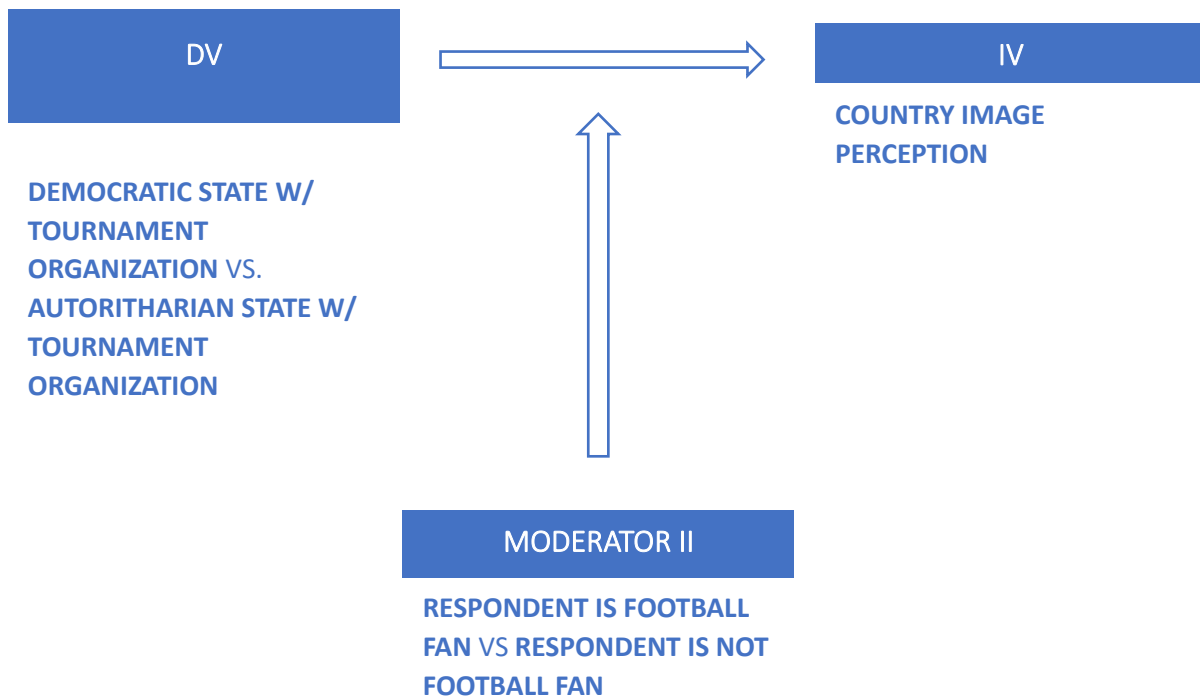 DV
IV
COUNTRY IMAGE
PERCEPTION
DEMOCRATIC STATE W/
TOURNAMENT
ORGANIZATION VS.
AUTORITHARIAN STATE W/
TOURNAMENT
ORGANIZATION
MODERATOR II
RESPONDENT IS FOOTBALL
FAN VS RESPONDENT IS NOT
FOOTBALL FAN